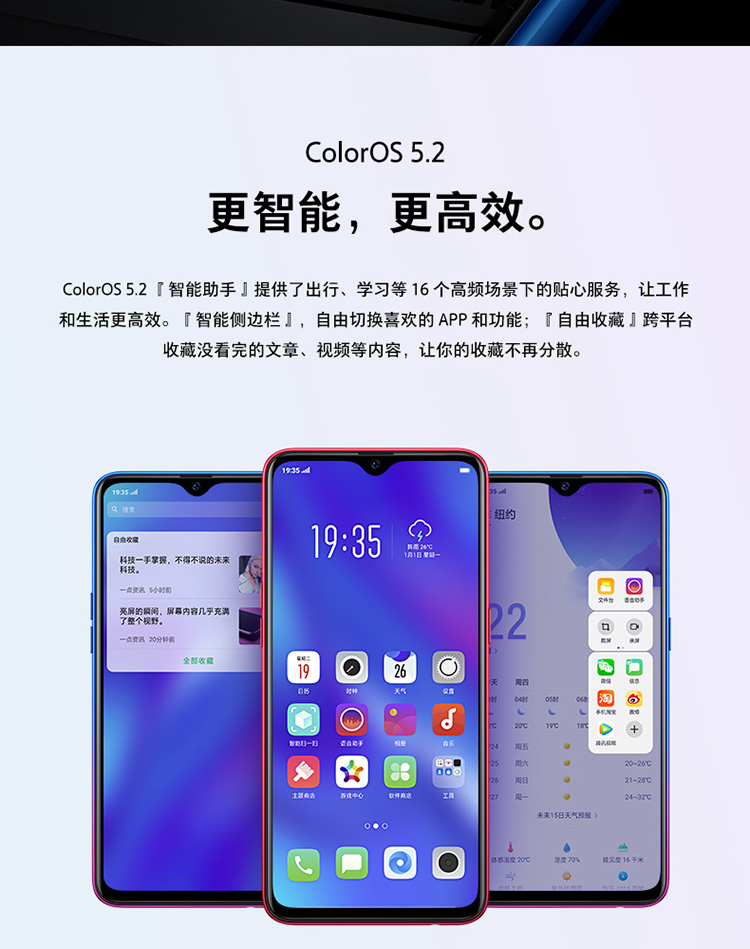 ColorOS 5.2
更智能，更高效。
ColorOS 5.2『智能助手』提供了出行、学习等 16 个高频场景下的贴心服务，让工作
和生活更高效。『智能侧边栏』，自由切换喜欢的 APP 和功能；『自由收藏』跨平台
收藏没看完的文章、视频等内容，让你的收藏不再分散。
19:35
搜索
自由收藏
科技一手掌握，不得不说的未来
科技。
一点资讯 5小时前
亮屏的瞬间，屏幕内容几乎充满
了整个视野。
一点资讯 20分钟前
全部收藏
19:35
19:35
阵雨 26°C
1月1日 星期一
星期二
19
26
日历 时钟 天气 设置
智能扫一扫 语音助手 相册 音乐
主题商店 游戏中心 软件商店 工具
纽约
22
周四
04时 05时
20°C 19°C 18°C
周五
周六 20~26°C
周日 21~28°C
周一 24~32°C
未来15日天气预报 〉
体感温度 20°C 湿度 70% 能见度 16 千米
文件台 语音助手
截屏 录屏
微信 信息
手机淘宝 微博
腾讯视频